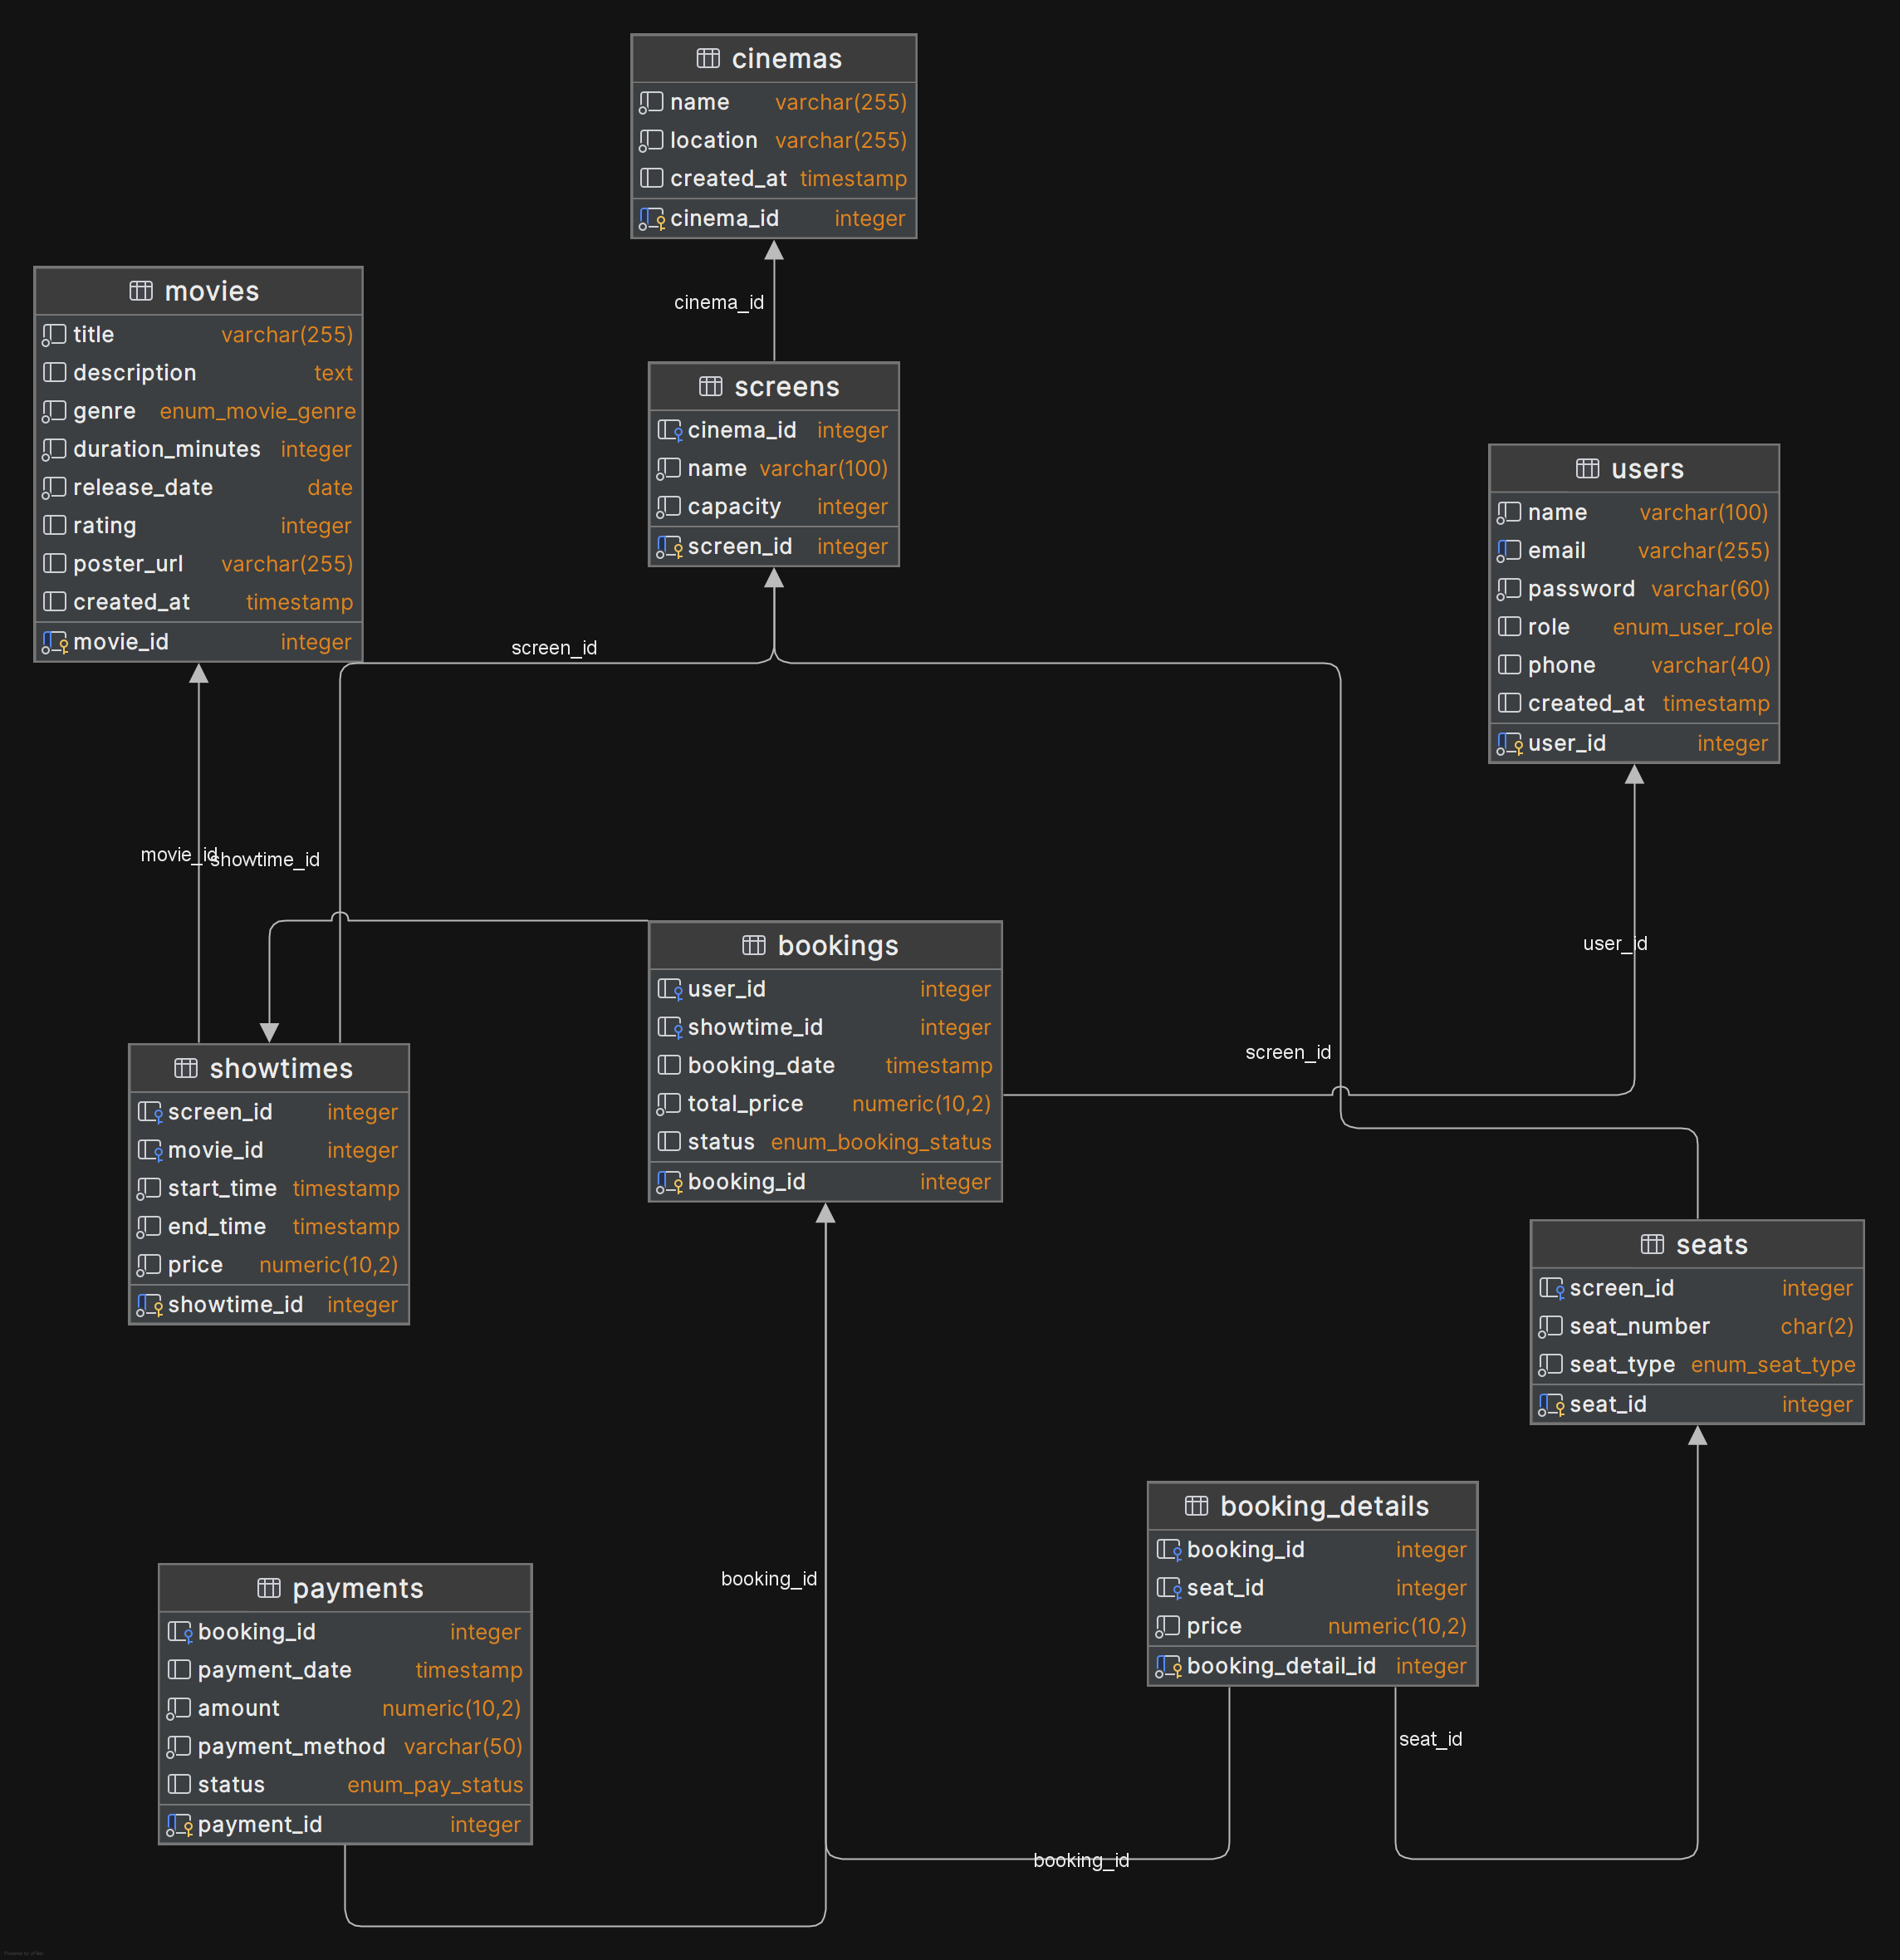 cinemas
name varchar(255)
location varchar(255)
created_at timestamp
cinema_id integer
cinema_id
movies
title varchar(255)
description text
genre enum_movie_genre
duration_minutes integer
release_date date
rating integer
poster_url varchar(255)
created_at timestamp
movie_id integer
screens
cinema_id integer
name varchar(100)
capacity integer
screen_id integer
users
name varchar(100)
email varchar(255)
password varchar(60)
role enum_user_role
phone varchar(40)
created_at timestamp
user_id integer
screen_id
movie_id
showtime_id
user_id
screen_id
bookings
user_id integer
showtime_id integer
booking_date timestamp
total_price numeric(10,2)
status enum_booking_status
booking_id integer
showtimes
screen_id integer
movie_id integer
start_time timestamp
end_time timestamp
price numeric(10,2)
showtime_id integer
seats
screen_id integer
seat_number char(2)
seat_type enum_seat_type
seat_id integer
booking_id
booking_details
booking_id integer
seat_id integer
price numeric(10,2)
booking_detail_id integer
payments
booking_id integer
payment_date timestamp
amount numeric(10,2)
payment_method varchar(50)
status enum_pay_status
payment_id integer
seat_id
booking_id
Powered by yFiles